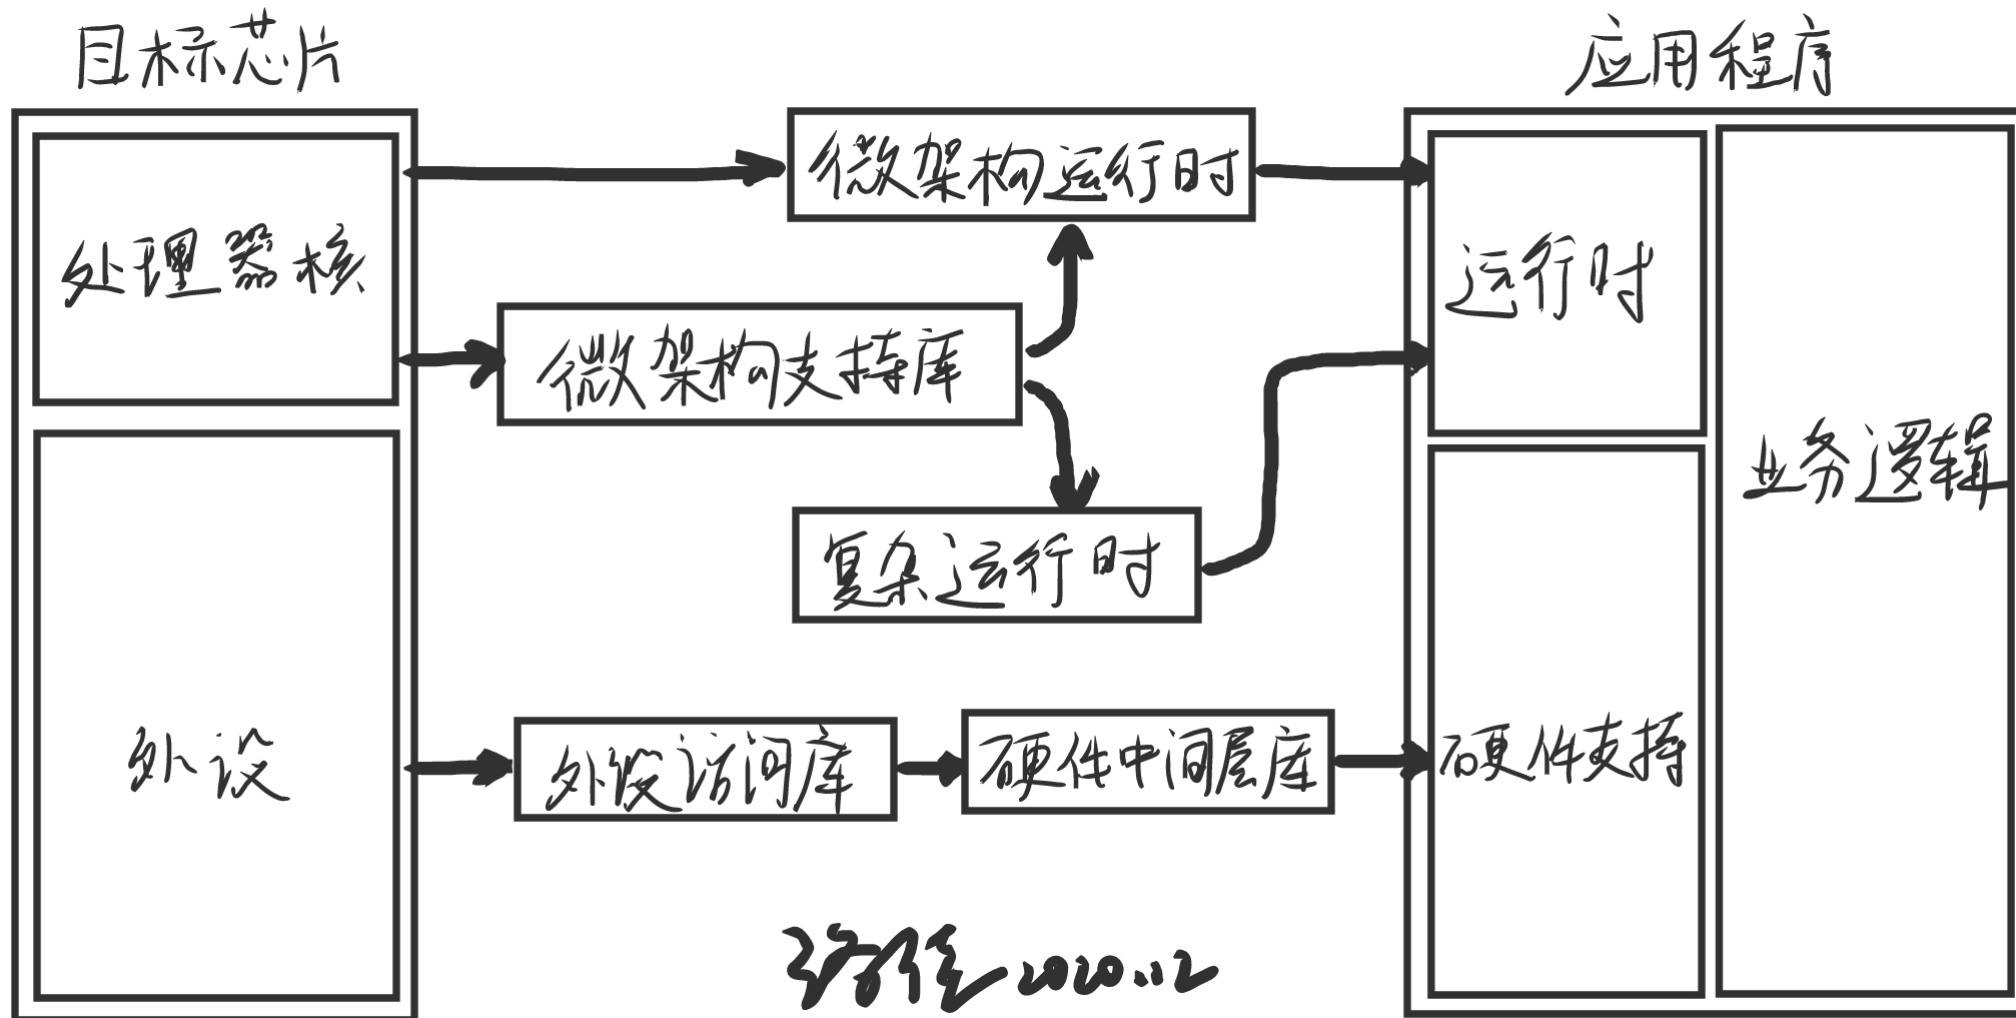 目标芯片
应用程序
处理器核
微架构运行时
运行时
微架构支持库
业务逻辑
复杂运行时
外设
外设访问库
硬件中间层库
硬件支持
2020.12